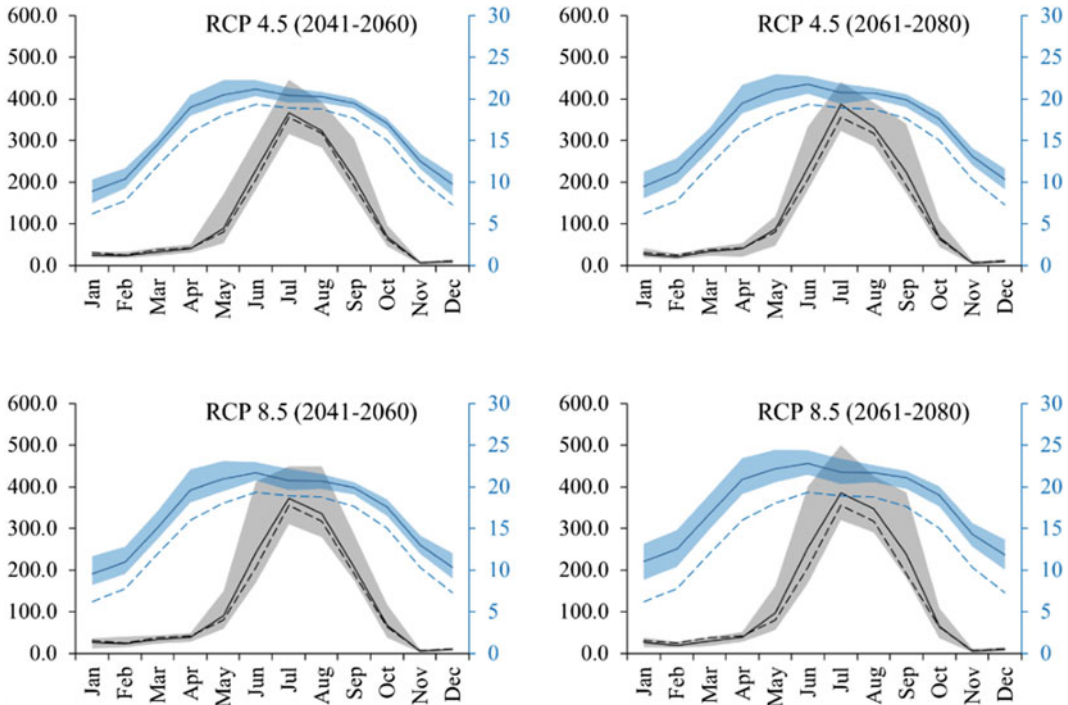 RCP 4.5 (2041-2060)
600.0
500.0
400.0
300.0
200.0
100.0
0.0
30
25
20
15
10
5
0
Jan
Feb
Mar
Apr
May
Jun
Jul
Aug
Sep
Oct
Nov
Dec
RCP 4.5 (2061-2080)
600.0
500.0
400.0
300.0
200.0
100.0
0.0
30
25
20
15
10
5
0
Jan
Feb
Mar
Apr
May
Jun
Jul
Aug
Sep
Oct
Nov
Dec
RCP 8.5 (2041-2060)
600.0
500.0
400.0
300.0
200.0
100.0
0.0
30
25
20
15
10
5
0
Jan
Feb
Mar
Apr
May
Jun
Jul
Aug
Sep
Oct
Nov
Dec
RCP 8.5 (2061-2080)
600.0
500.0
400.0
300.0
200.0
100.0
0.0
30
25
20
15
10
5
0
Jan
Feb
Mar
Apr
May
Jun
Jul
Aug
Sep
Oct
Nov
Dec